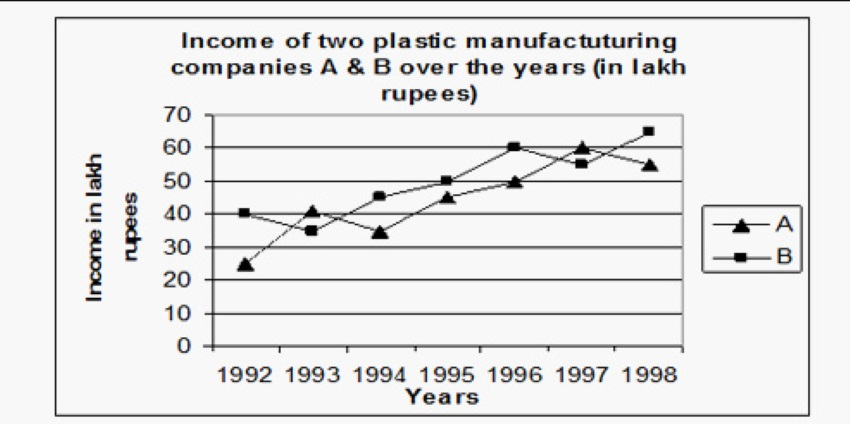 Income of two plastic manufactuturing
companies A & B over the years (in lakh
rupees)
70
60
50
40
30
20
10
0
Income in lakh
rupees
1992 1993 1994 1995 1996 1997 1998
Years
A
B